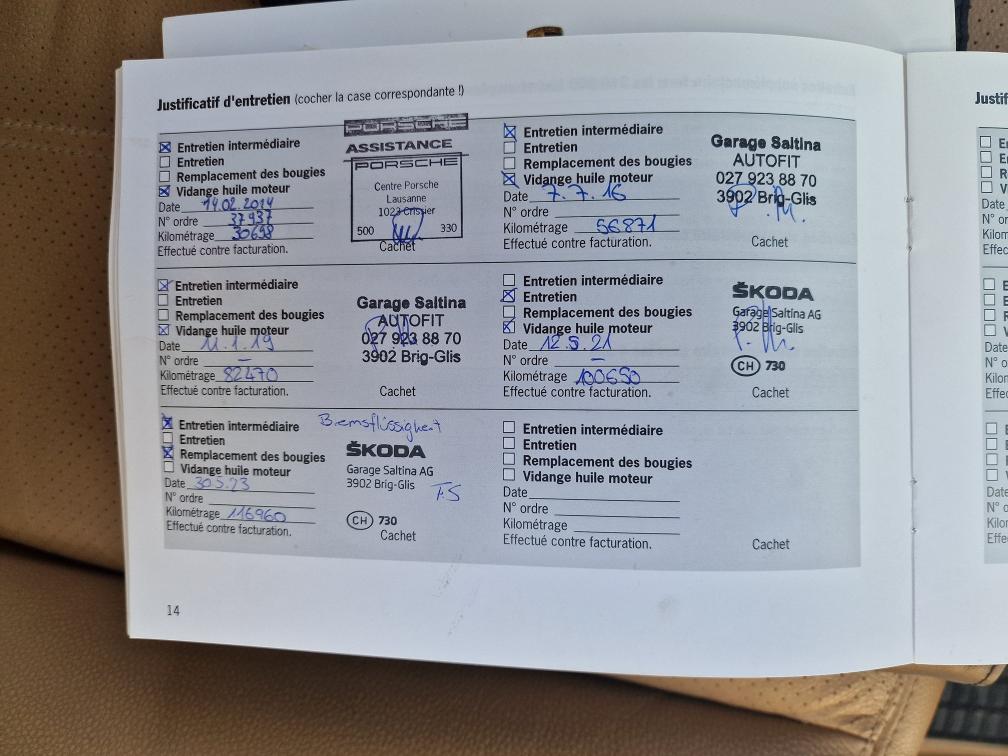 Justificatif d'entretien (cocher la case correspondante !)
Entretien intermédiaire
Entretien
Remplacement des bougies
Vidange huile moteur
Date 14.02.2014
N° ordre 37937
Kilométrage 30698
Effectué contre facturation.
PORSCHE
ASSISTANCE
PORSCHE
Centre Porsche
Lausanne
1023 Crissier
500 330
Cachet
Entretien intermédiaire
Entretien
Remplacement des bougies
Vidange huile moteur
Date 7.7.16
N° ordre
Kilométrage 56871
Effectué contre facturation.
Garage Saltina
AUTOFIT
027 923 88 70
3902 Brig-Glis
Cachet
Entretien intermédiaire
Entretien
Remplacement des bougies
Vidange huile moteur
Date 11.1.19
N° ordre –
Kilométrage 82470
Effectué contre facturation.
Garage Saltina
AUTOFIT
027 923 88 70
3902 Brig-Glis
Cachet
Entretien intermédiaire
Entretien
Remplacement des bougies
Vidange huile moteur
Date 12.5.21
N° ordre –
Kilométrage 100650
Effectué contre facturation.
ŠKODA
Garage Saltina AG
3902 Brig-Glis
CH 730
Cachet
Entretien intermédiaire
Entretien
Remplacement des bougies
Vidange huile moteur
Date 30.5.23
N° ordre
Kilométrage 116960
Effectué contre facturation.
Bremsflüssigkeit
ŠKODA
Garage Saltina AG
3902 Brig-Glis
T.S
CH 730
Cachet
Entretien intermédiaire
Entretien
Remplacement des bougies
Vidange huile moteur
Date
N° ordre
Kilométrage
Effectué contre facturation.
Cachet
14
Justif